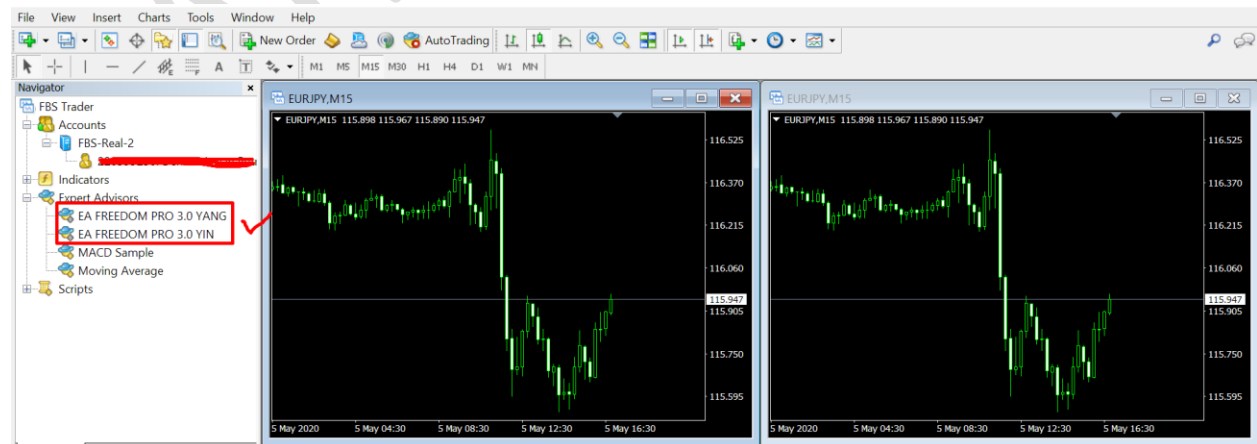 File View Insert Charts Tools Window Help
New Order AutoTrading
A T M1 M5 M15 M30 H1 H4 D1 W1 MN
Navigator
FBS Trader
Accounts
FBS-Real-2
Indicators
Expert Advisors
EA FREEDOM PRO 3.0 YANG
EA FREEDOM PRO 3.0 YIN
MACD Sample
Moving Average
Scripts
EURJPY,M15
EURJPY,M15 115.898 115.967 115.890 115.947
116.525
116.370
116.215
116.060
115.947
115.905
115.750
115.595
5 May 2020 5 May 04:30 5 May 08:30 5 May 12:30 5 May 16:30
EURJPY,M15
EURJPY,M15 115.898 115.967 115.890 115.947
116.525
116.370
116.215
116.060
115.947
115.905
115.750
115.595
5 May 2020 5 May 04:30 5 May 08:30 5 May 12:30 5 May 16:30